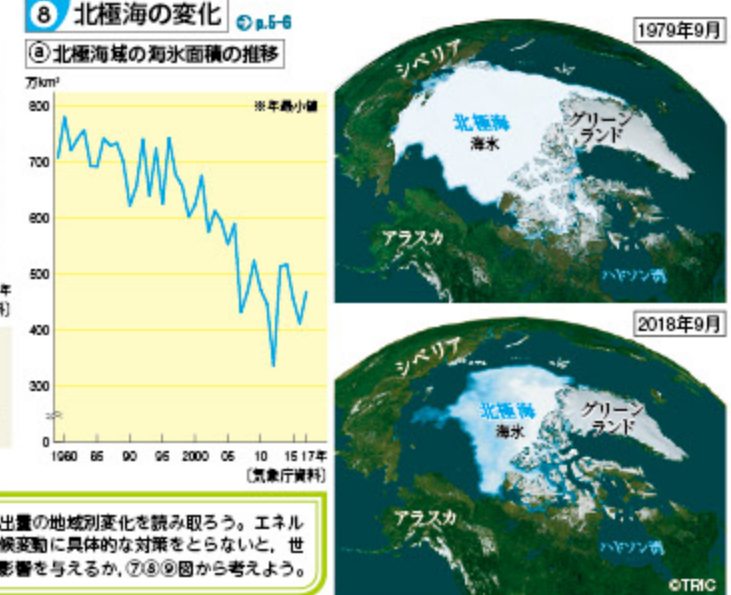 8 北極海の変化 p.5-6
ⓐ北極海域の海氷面積の推移
万km²
※年最小値
800
700
600
500
400
300
0
1980 85 90 95 2000 05 10 15 17年
〔気象庁資料〕
年
出量の地域別変化を読み取ろう。エネル
候変動に具体的な対策をとらないと，世
影響を与えるか，⑦⑧⑨図から考えよう。
1979年9月
シベリア
北極海
海氷
グリーン
ランド
アラスカ
ハドソン湾
2018年9月
シベリア
北極海
海氷
グリーン
ランド
アラスカ
ハドソン湾
©TRIC